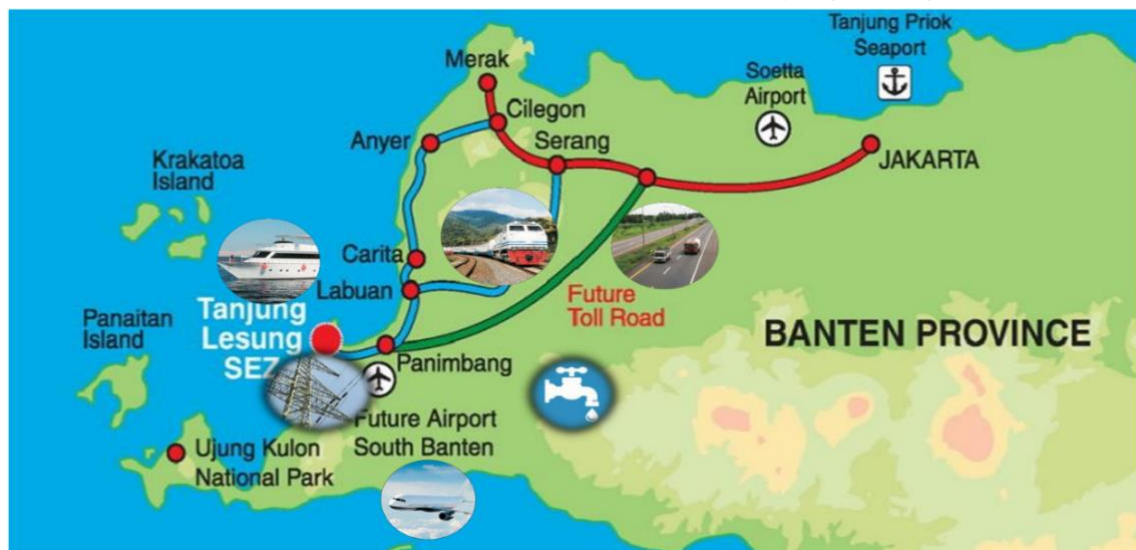 Tanjung Priok
Seaport
Merak
Soetta
Airport
Cilegon
Anyer
Serang
JAKARTA
Krakatoa
Island
Carita
Labuan
Tanjung
Lesung
SEZ
Panaitan
Island
Future
Toll Road
BANTEN PROVINCE
Panimbang
Future Airport
South Banten
Ujung Kulon
National Park